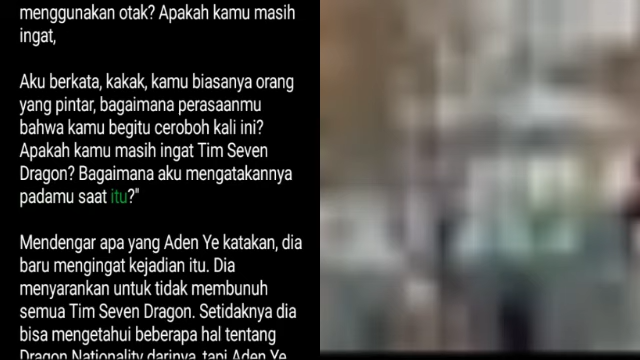 menggunakan otak? Apakah kamu masih
ingat,
Aku berkata, kakak, kamu biasanya orang
yang pintar, bagaimana perasaanmu
bahwa kamu begitu ceroboh kali ini?
Apakah kamu masih ingat Tim Seven
Dragon? Bagaimana aku mengatakannya
padamu saat itu?"
Mendengar apa yang Aden Ye katakan, dia
baru mengingat kejadian itu. Dia
menyarankan untuk tidak membunuh
semua Tim Seven Dragon. Setidaknya dia
bisa mengetahui beberapa hal tentang
Dragon Nationality darinya, tapi Aden Ye